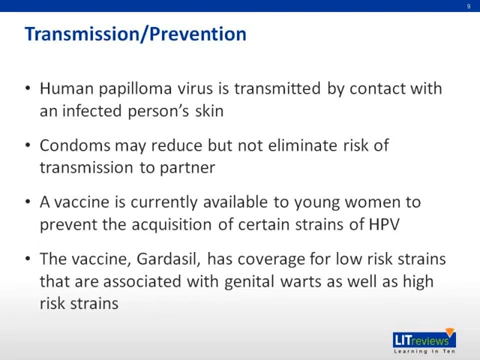 9
Transmission/Prevention
• Human papilloma virus is transmitted by contact with
an infected person's skin
• Condoms may reduce but not eliminate risk of
transmission to partner
• A vaccine is currently available to young women to
prevent the acquisition of certain strains of HPV
• The vaccine, Gardasil, has coverage for low risk strains
that are associated with genital warts as well as high
risk strains
LITreviews
Learning in Ten